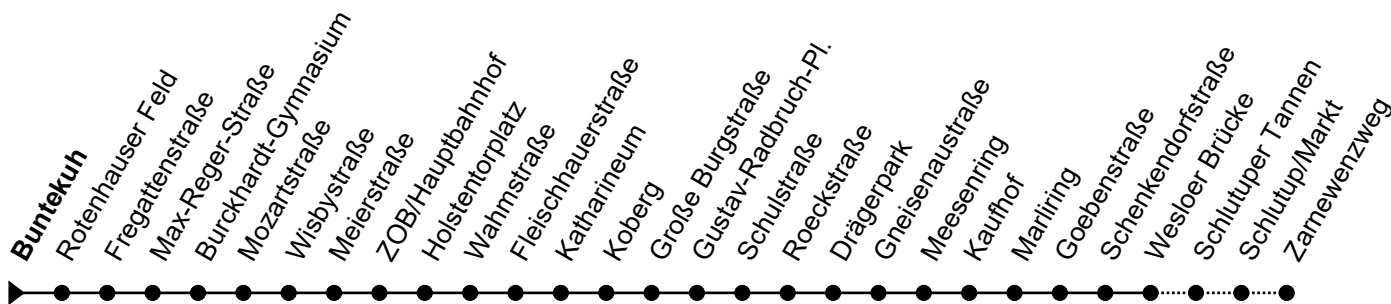 Buntekuh
Rotenhauser Feld
Fregattenstraße
Max-Reger-Straße
Burckhardt-Gymnasium
Mozartstraße
Wisbystraße
Meierstraße
ZOB/Hauptbahnhof
Holstentorplatz
Wahmstraße
Fleischhauerstraße
Katharineum
Koberg
Große Burgstraße
Gustav-Radbruch-Pl.
Schulstraße
Roeckstraße
Drägerpark
Gneisenaustraße
Meesenring
Kaufhof
Marliring
Goebenstraße
Schenkendorfstraße
Wesloer Brücke
Schlutuper Tannen
Schlutup/Markt
Zarnewenzweg